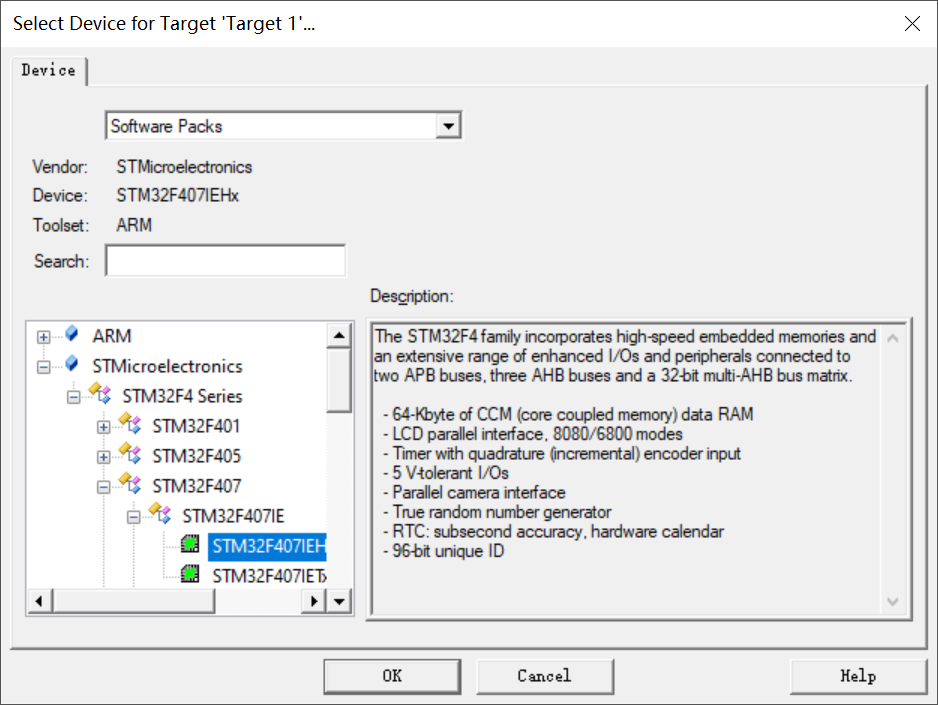 Select Device for Target 'Target 1'...
Device
Software Packs
Vendor: STMicroelectronics
Device: STM32F407IEHx
Toolset: ARM
Search:
Description:
ARM
STMicroelectronics
STM32F4 Series
STM32F401
STM32F405
STM32F407
STM32F407IE
STM32F407IEH
STM32F407IETx
The STM32F4 family incorporates high-speed embedded memories and
an extensive range of enhanced I/Os and peripherals connected to
two APB buses, three AHB buses and a 32-bit multi-AHB bus matrix.
- 64-Kbyte of CCM (core coupled memory) data RAM
- LCD parallel interface, 8080/6800 modes
- Timer with quadrature (incremental) encoder input
- 5 V-tolerant I/Os
- Parallel camera interface
- True random number generator
- RTC: subsecond accuracy, hardware calendar
- 96-bit unique ID
OK
Cancel
Help